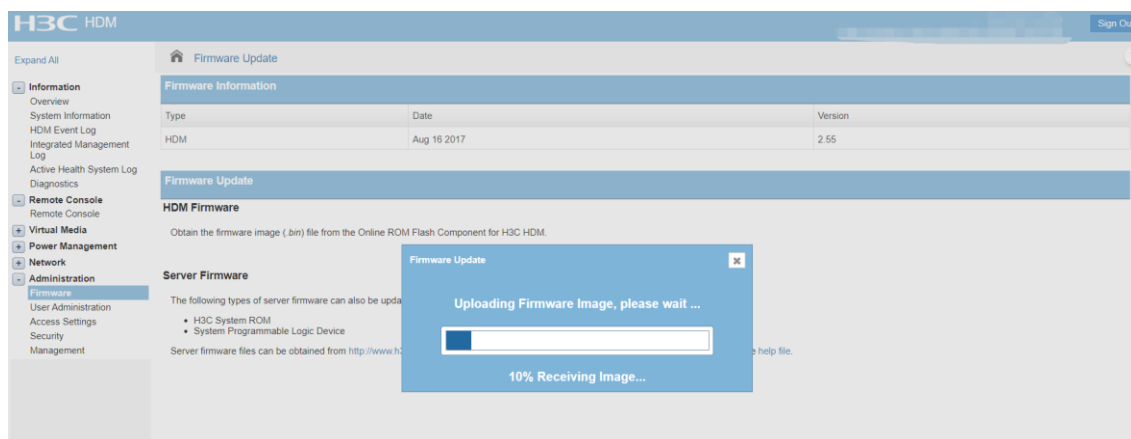 H3C HDM
Sign Ou
Expand All
Firmware Update
Information
Overview
System Information
HDM Event Log
Integrated Management
Log
Active Health System Log
Diagnostics
Remote Console
Remote Console
Virtual Media
Power Management
Network
Administration
Firmware
User Administration
Access Settings
Security
Management
Firmware Information
Type Date Version
HDM Aug 16 2017 2.55
Firmware Update
HDM Firmware
Obtain the firmware image (.bin) file from the Online ROM Flash Component for H3C HDM.
Server Firmware
The following types of server firmware can also be upda
• H3C System ROM
• System Programmable Logic Device
Server firmware files can be obtained from http://www.h
help file.
Firmware Update
Uploading Firmware Image, please wait ...
10% Receiving Image...